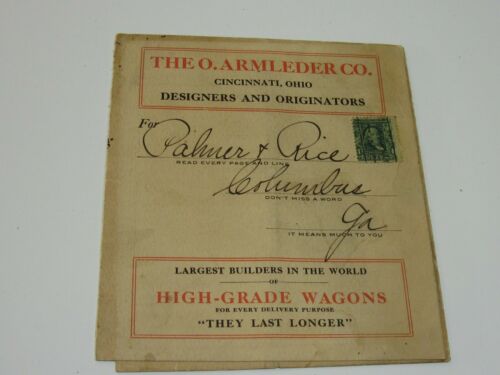 THE O. ARMLEDER CO.
CINCINNATI, OHIO
DESIGNERS AND ORIGINATORS
For Palmer & Rice
READ EVERY PAGE AND LINE
Columbus
DON'T MISS A WORD
Ga
IT MEANS MUCH TO YOU
LARGEST BUILDERS IN THE WORLD
OF
HIGH-GRADE WAGONS
FOR EVERY DELIVERY PURPOSE
"THEY LAST LONGER"